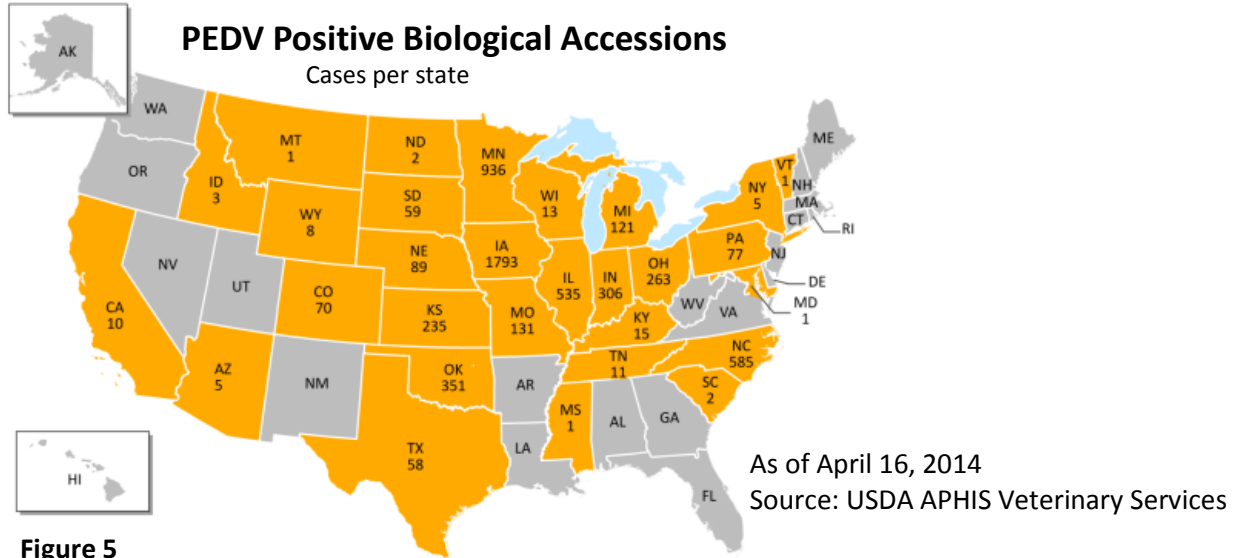 PEDV Positive Biological Accessions
Cases per state
AK
WA
OR
CA
10
NV
ID
3
MT
1
WY
8
UT
AZ
5
CO
70
NM
ND
2
SD
59
NE
89
KS
235
OK
351
TX
58
MN
936
IA
1793
MO
131
AR
LA
WI
13
IL
535
MI
121
IN
306
OH
263
KY
15
TN
11
MS
1
AL
GA
FL
SC
2
NC
585
VA
WV
PA
77
NY
5
VT
1
NH
ME
MA
CT
RI
NJ
DE
MD
1
HI
As of April 16, 2014
Source: USDA APHIS Veterinary Services
Figure 5